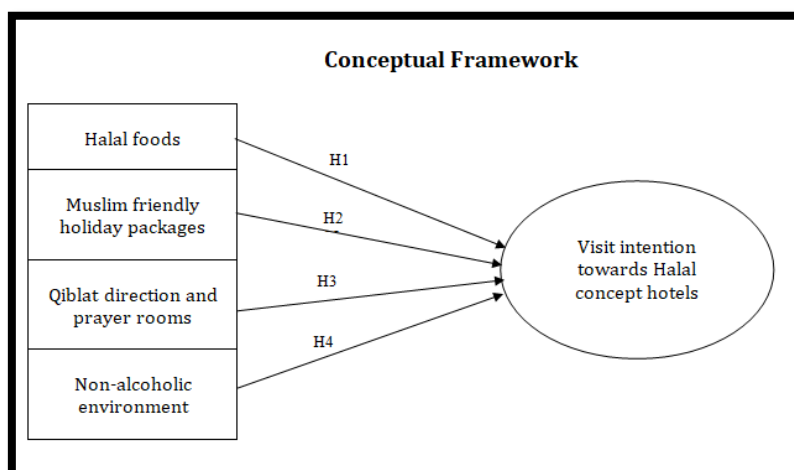 Conceptual Framework
Halal foods
H1
Muslim friendly
holiday packages
H2
Qiblat direction and
prayer rooms
H3
Non-alcoholic
environment
H4
Visit intention
towards Halal
concept hotels